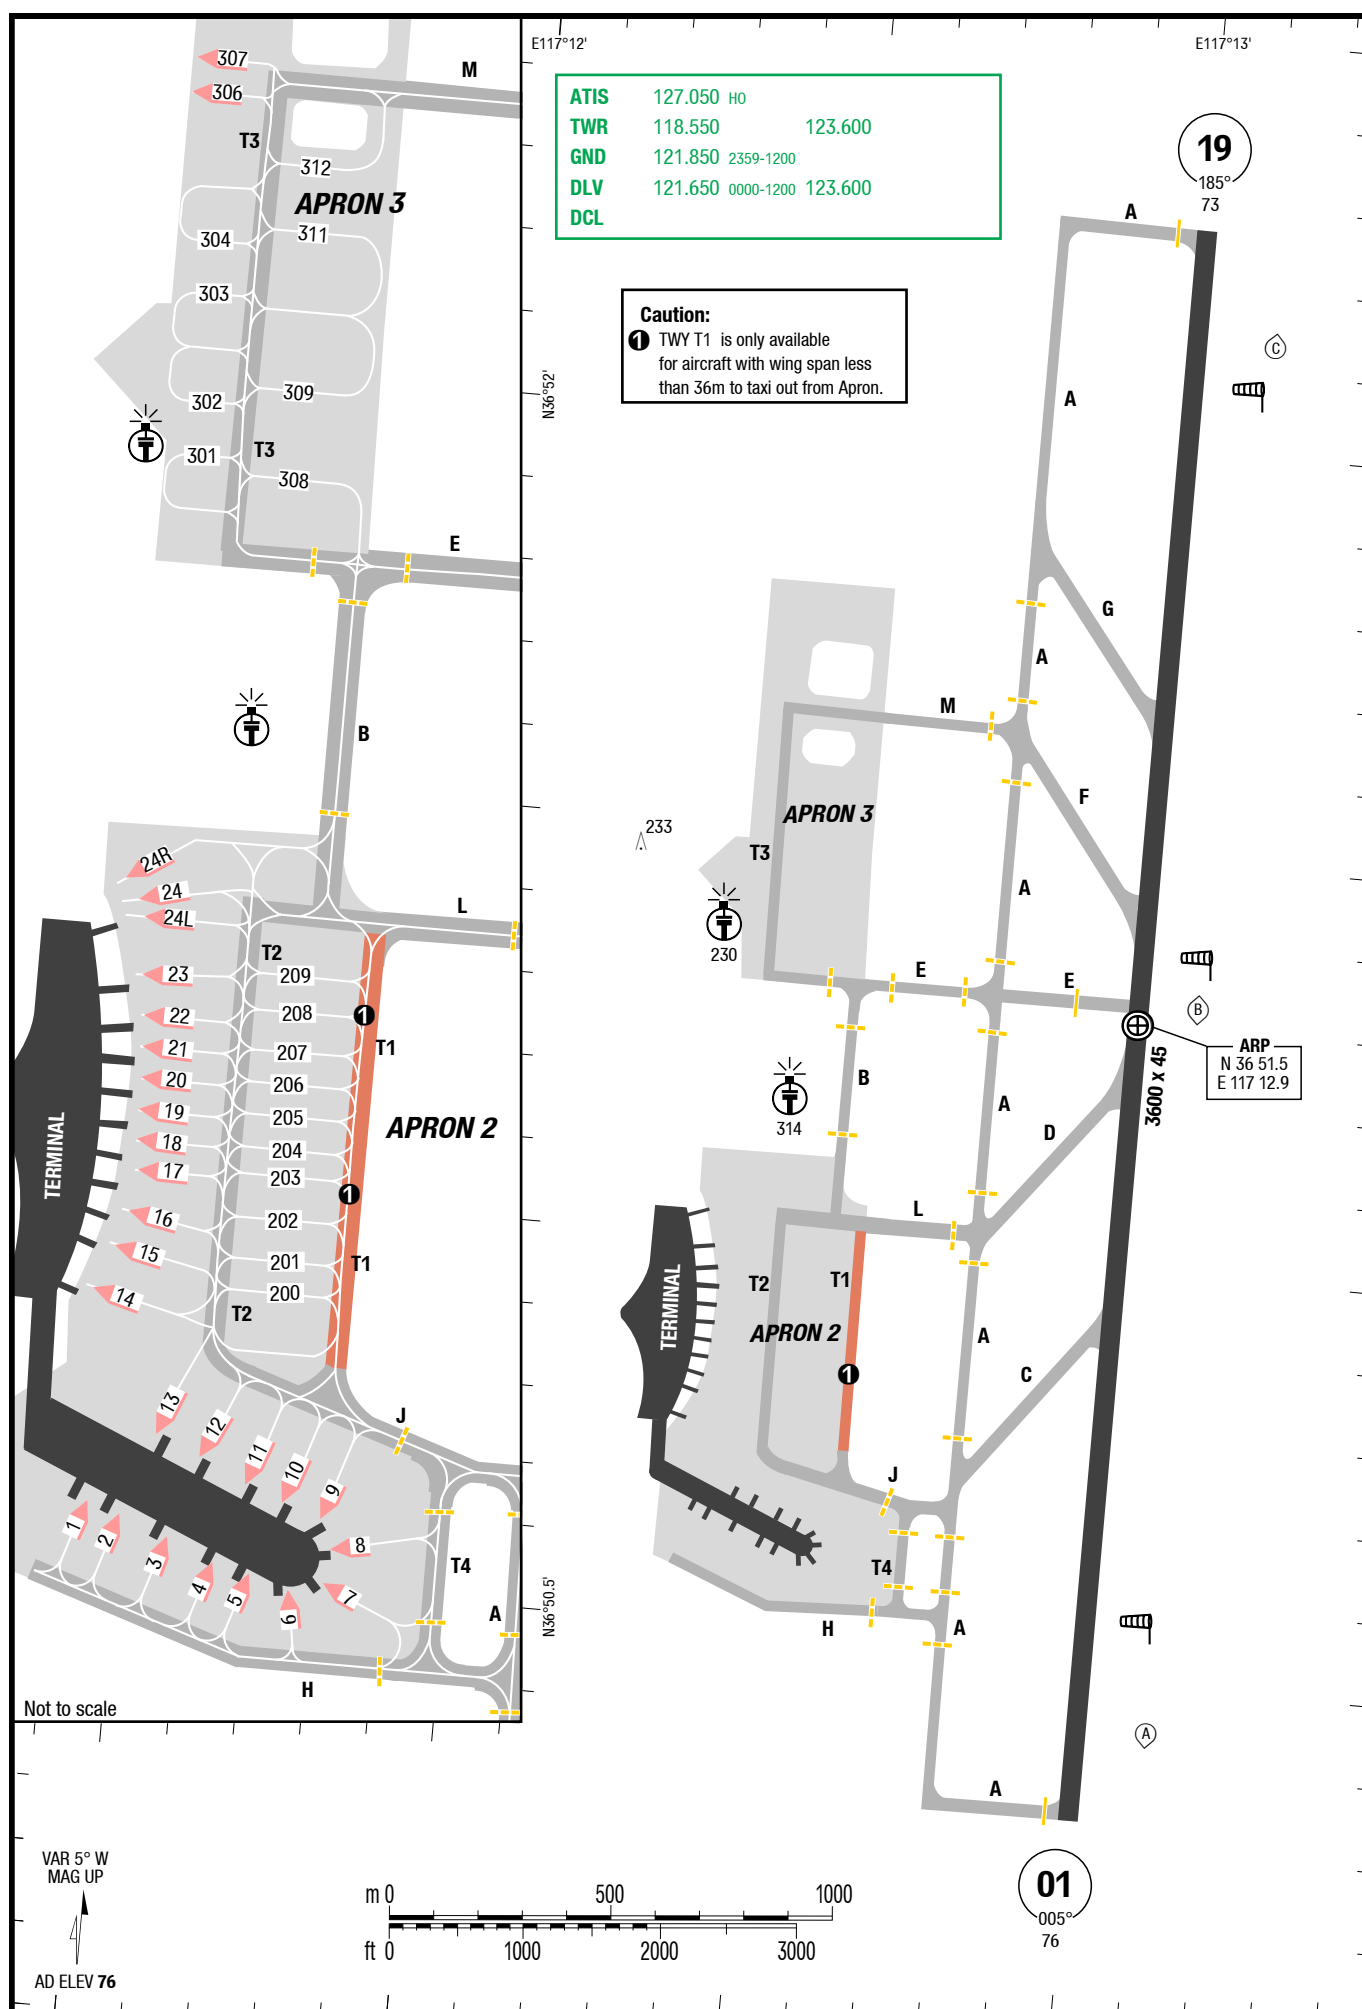 307
M
306
T3
312
APRON 3
311
304
303
309
302
T3
301
308
E
B
24R
24
24L
L
T2
23
209
22
208
21
207
T1
20
206
19
205
APRON 2
18
204
17
203
TERMINAL
16
202
15
201
T1
14
200
T2
13
12
11
10
9
J
1
2
3
4
5
6
7
8
T4
A
H
Not to scale
E117°12'
E117°13'
ATIS 127.050 HO
TWR 118.550 123.600
GND 121.850 2359-1200
DLV 121.650 0000-1200 123.600
DCL
Caution:
1 TWY T1 is only available
for aircraft with wing span less
than 36m to taxi out from Apron.
19
185°
73
A
C
A
N36°52'
G
A
M
F
APRON 3
233
T3
A
230
E
E
B
ARP
N 36 51.5
E 117 12.9
3600 x 45
B
A
D
314
L
T2
T1
TERMINAL
APRON 2
A
C
1
1
1
J
T4
N36°50.5'
H
A
A
A
01
005°
76
VAR 5° W
MAG UP
AD ELEV 76
m 0 500 1000
ft 0 1000 2000 3000